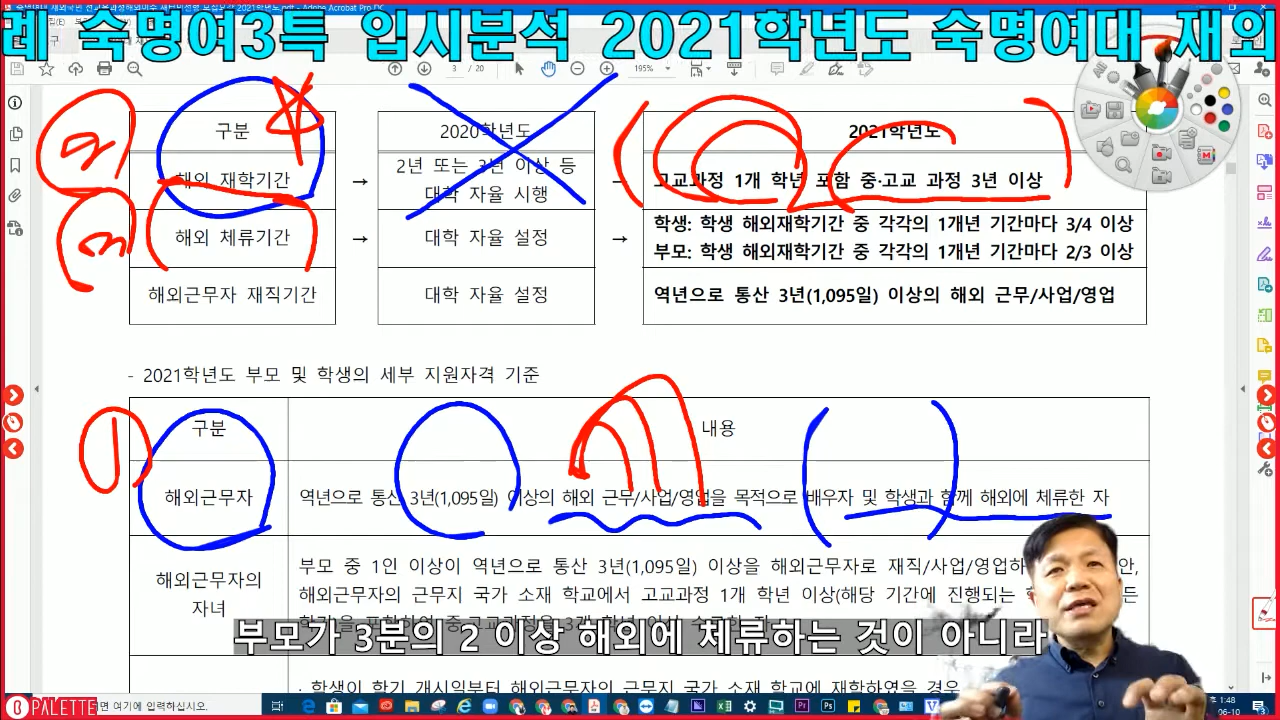 레 숙명여3특 입시분석 2021학년도 숙명여대 재외
3 / 20
195%
구분
2020학년도
2021학년도
해외 재학기간
→
2년 또는 3년 이상 등
대학 자율 시행
→
고교과정 1개 학년 포함 중·고교 과정 3년 이상
해외 체류기간
→
대학 자율 설정
→
학생: 학생 해외재학기간 중 각각의 1개년 기간마다 3/4 이상
부모: 학생 해외재학기간 중 각각의 1개년 기간마다 2/3 이상
해외근무자 재직기간
대학 자율 설정
역년으로 통산 3년(1,095일) 이상의 해외 근무/사업/영업
- 2021학년도 부모 및 학생의 세부 지원자격 기준
구분
내용
해외근무자
역년으로 통산 3년(1,095일) 이상의 해외 근무/사업/영업을 목적으로 배우자 및 학생과 함께 해외에 체류한 자
해외근무자의
자녀
부모 중 1인 이상이 역년으로 통산 3년(1,095일) 이상을 해외근무자로 재직/사업/영업하
해외근무자의 근무지 국가 소재 학교에서 고교과정 1개 학년 이상(해당 기간에 진행되는
부모가 3분의 2 이상 해외에 체류하는 것이 아니라
· 학생이 학기 개시일부터 해외근무자의 근무지 국가 소재 학교에 재학하였을 경우
PALETTE
면 여기에 입력하십시오.
1:48
06-10